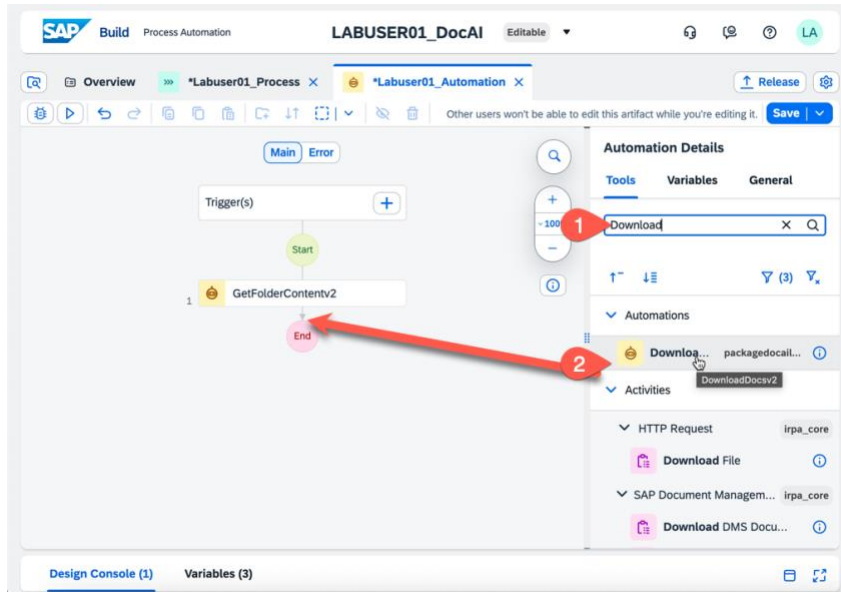 SAP Build Process Automation LABUSER01_DocAI Editable LA
Overview *Labuser01_Process *Labuser01_Automation Release
Other users won't be able to edit this artifact while you're editing it. Save
Main Error
Trigger(s)
Start
1 GetFolderContentv2
End
100
Automation Details
Tools Variables General
1 Download
(3)
Automations
2 Downloa... packagedocail...
DownloadDocsv2
Activities
HTTP Request irpa_core
Download File
SAP Document Managem... irpa_core
Download DMS Docu...
Design Console (1) Variables (3)